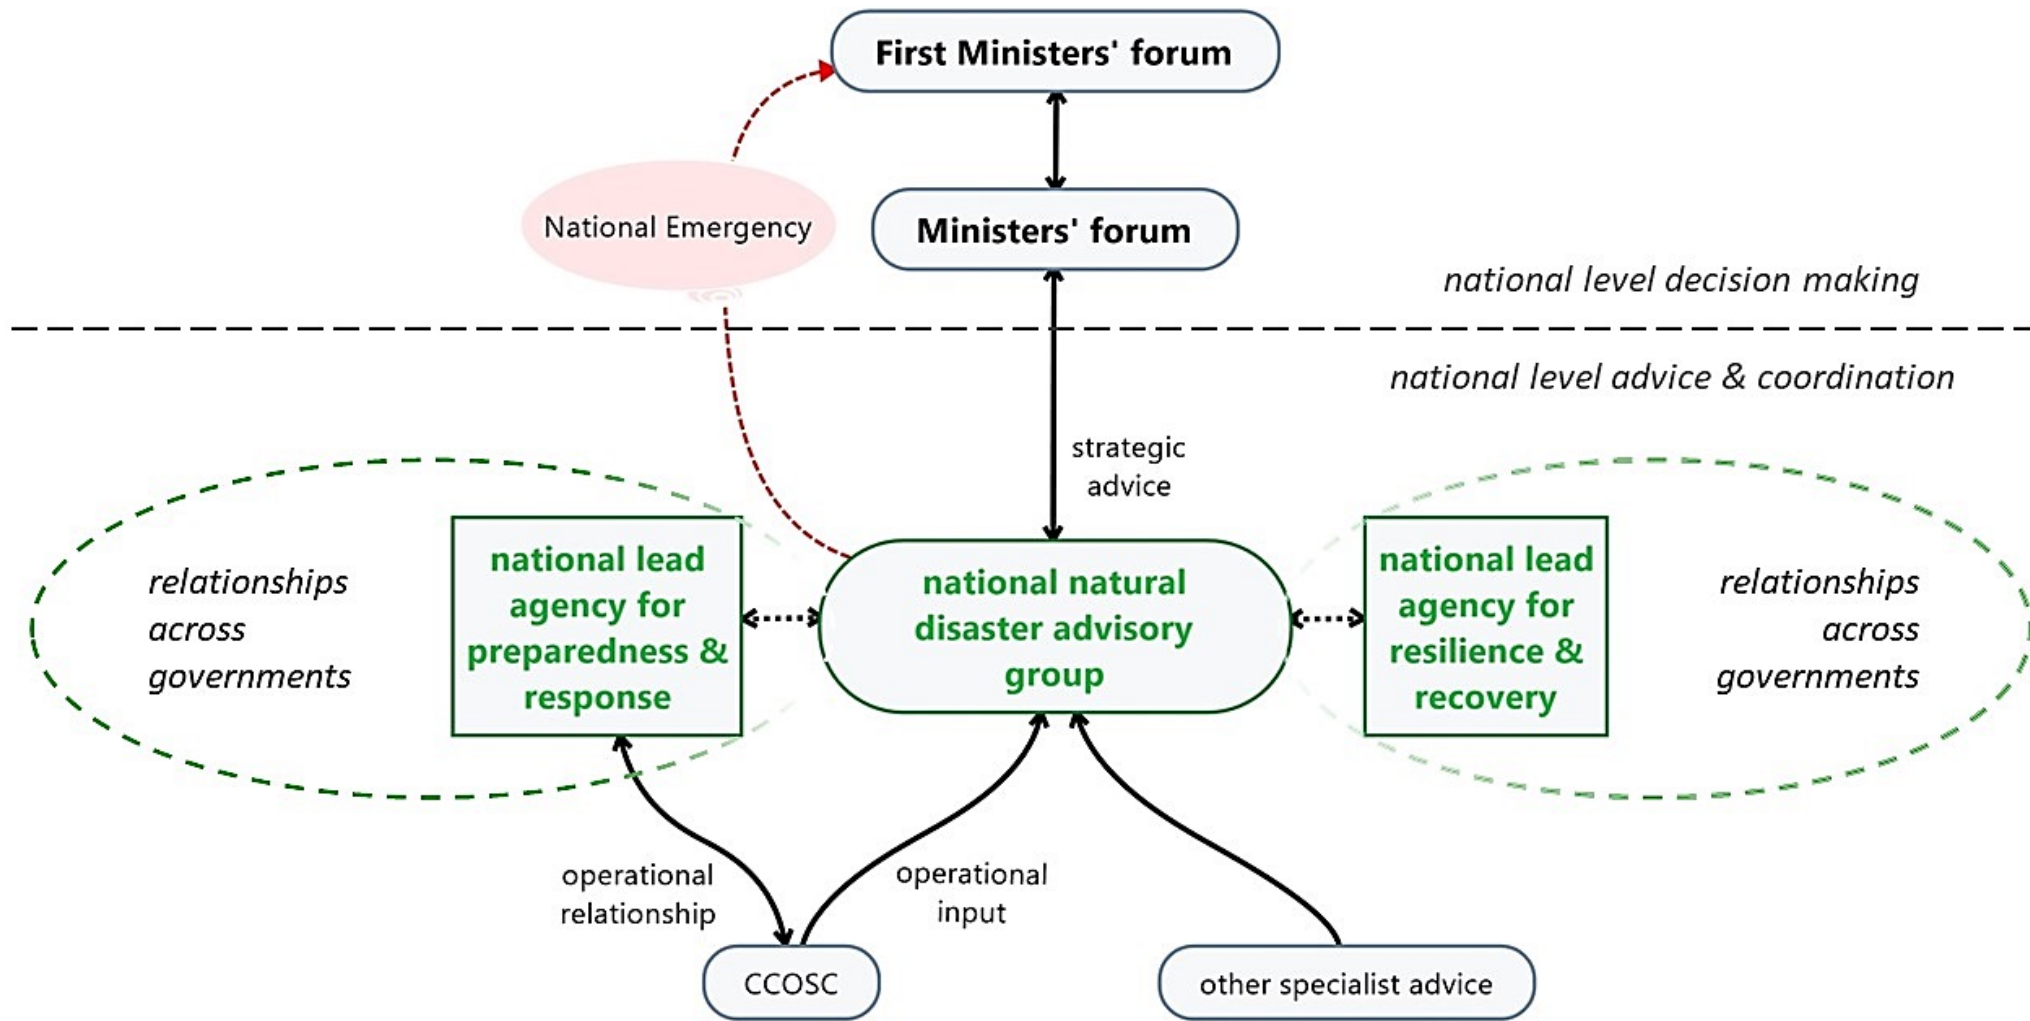 First Ministers' forum
National Emergency
Ministers' forum
national level decision making
national level advice & coordination
strategic
advice
relationships
across
governments
national lead
agency for
preparedness &
response
national natural
disaster advisory
group
national lead
agency for
resilience &
recovery
relationships
across
governments
operational
relationship
operational
input
CCOSC
other specialist advice